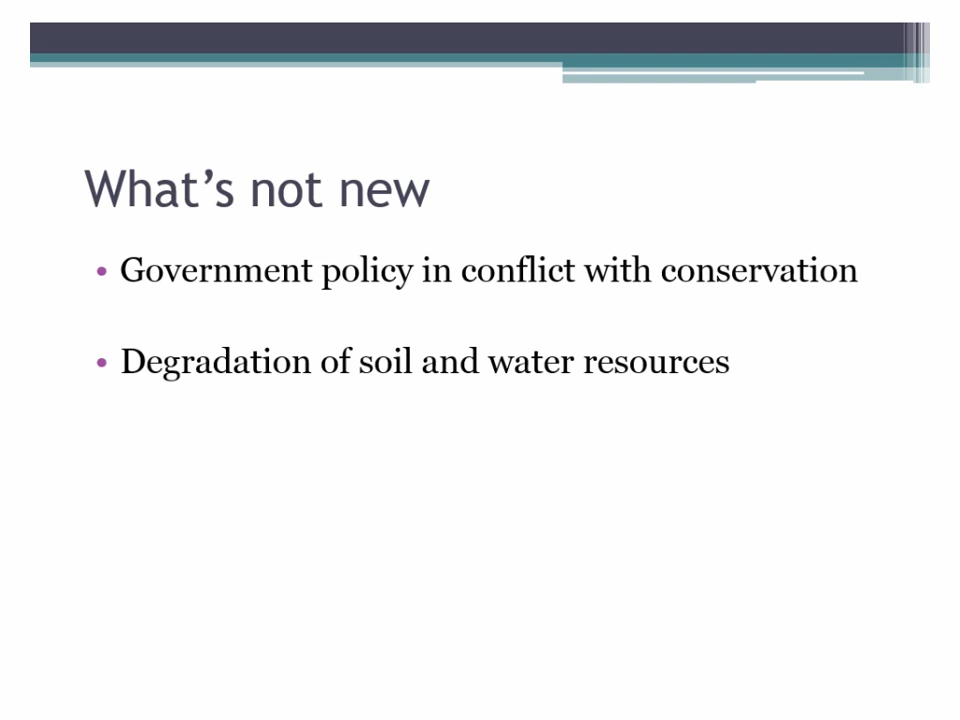 What’s not new
• Government policy in conflict with conservation
• Degradation of soil and water resources